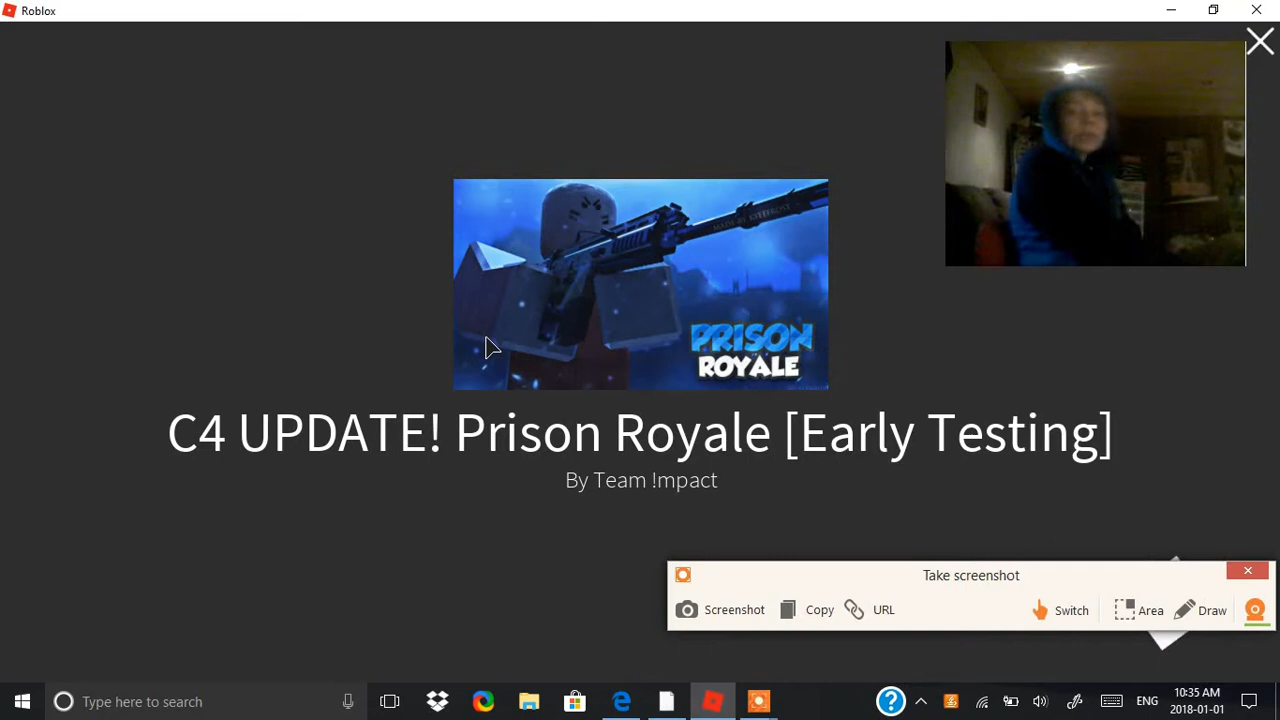 Roblox
PRISON
ROYALE
C4 UPDATE! Prison Royale [Early Testing]
By Team !mpact
Take screenshot
Screenshot Copy URL Switch Area Draw
Type here to search
ENG
10:35 AM
2018-01-01